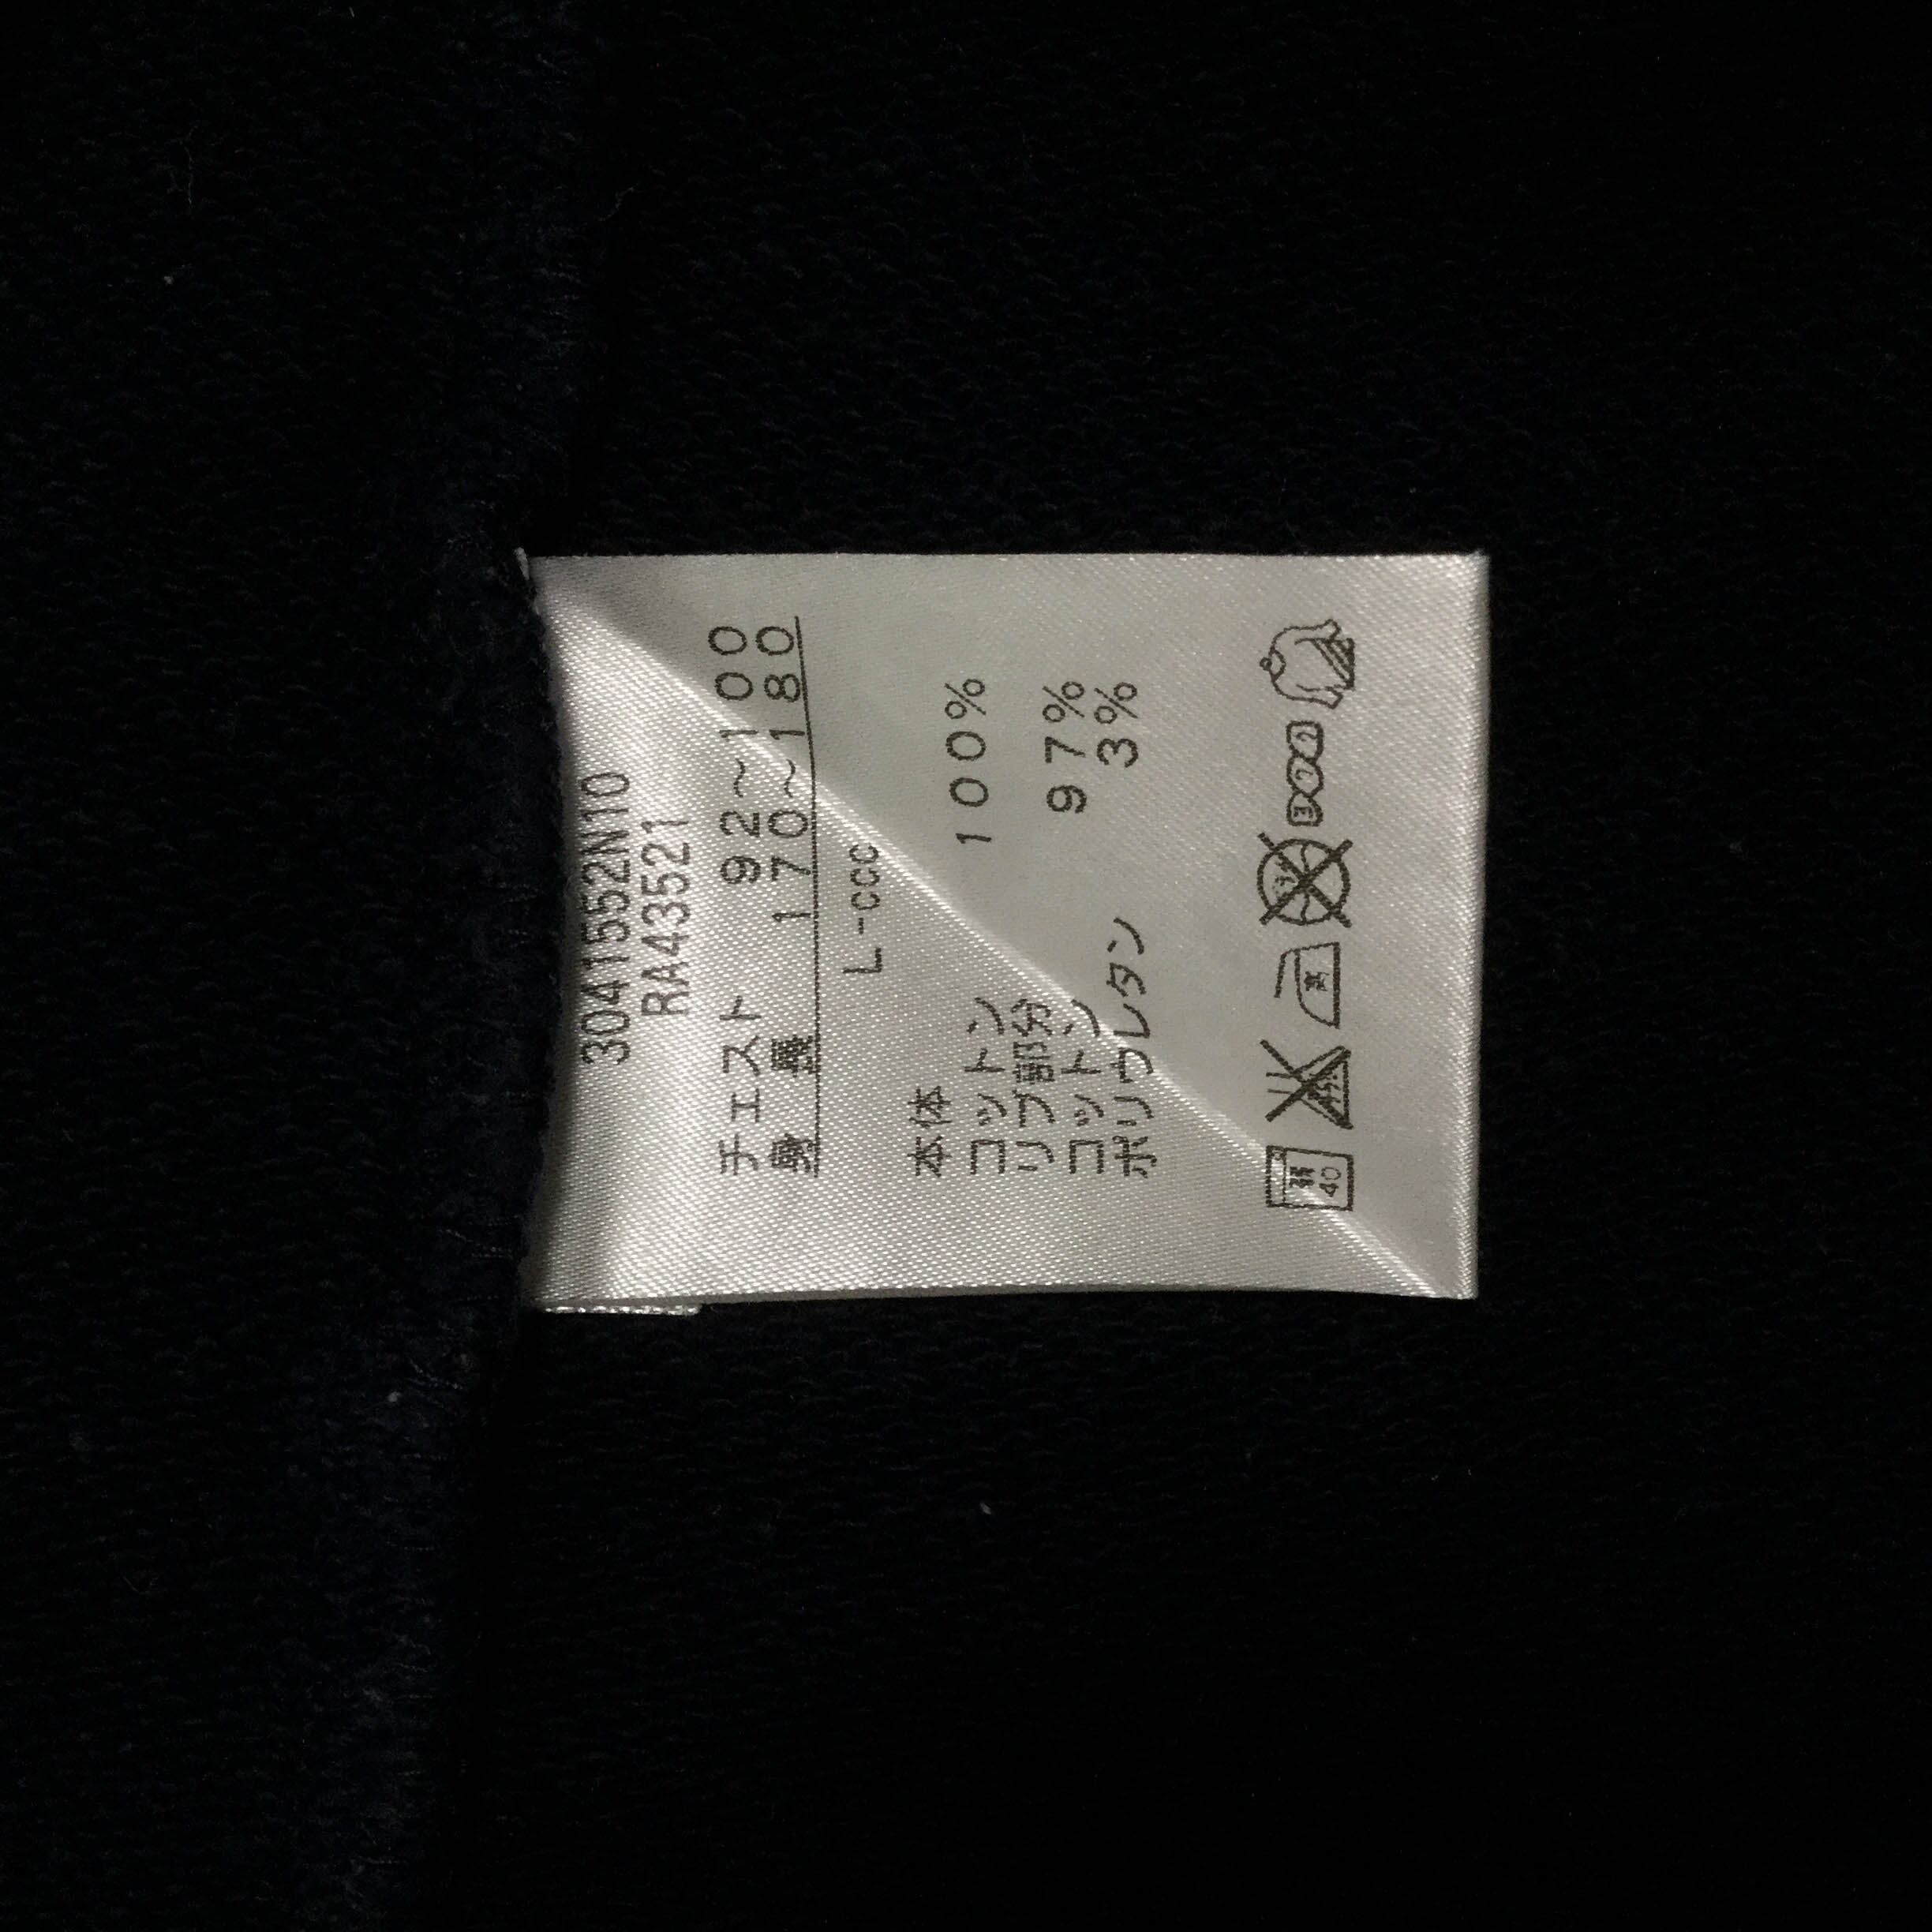 3041552N10
RA43521
チェスト 92~100
身長 170~180
L-CCC
本体
コットン 100%
リブ部分
コットン 97%
ポリウレタン 3%
40